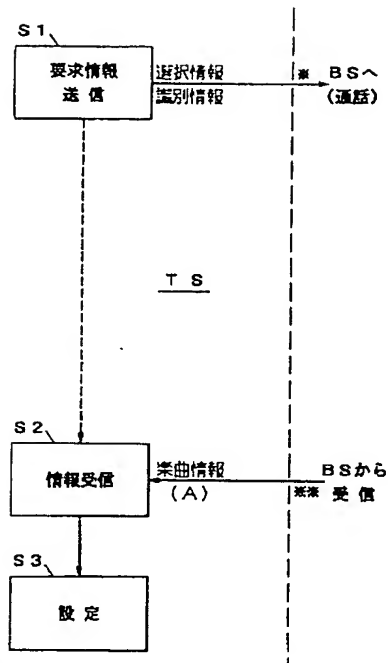 S1
要求情報
送信
選択情報
識別情報
※
BSへ
(通話)
TS
S2
情報受信
楽曲情報
(A)
※※
BSから
受信
S3
設定